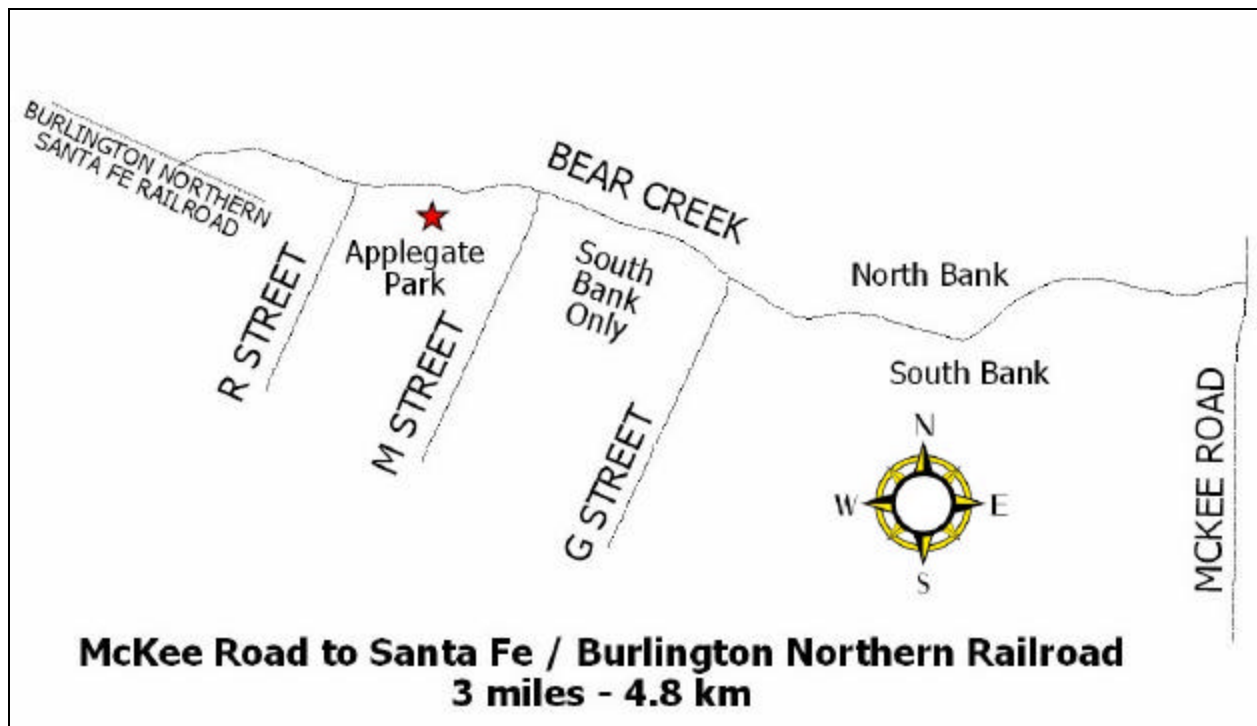 BURLINGTON NORTHERN
SANTA FE RAILROAD
BEAR CREEK
R STREET
Applegate
Park
M STREET
South
Bank
Only
G STREET
North Bank
South Bank
MCKEE ROAD
N
W
E
S
McKee Road to Santa Fe / Burlington Northern Railroad
3 miles - 4.8 km